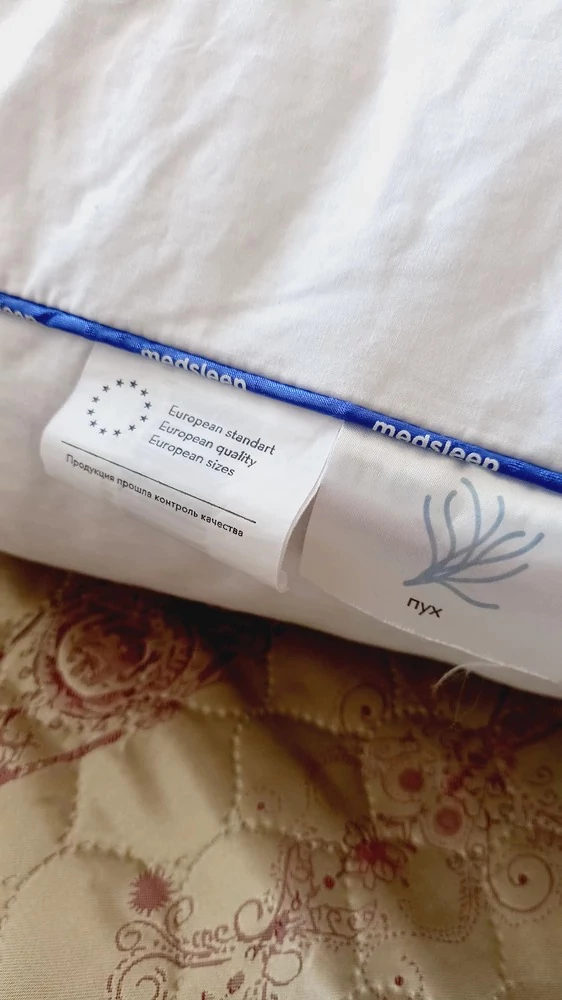 medsleep
medsleep
European standart
European quality
European sizes
Продукция прошла контроль качества
пух